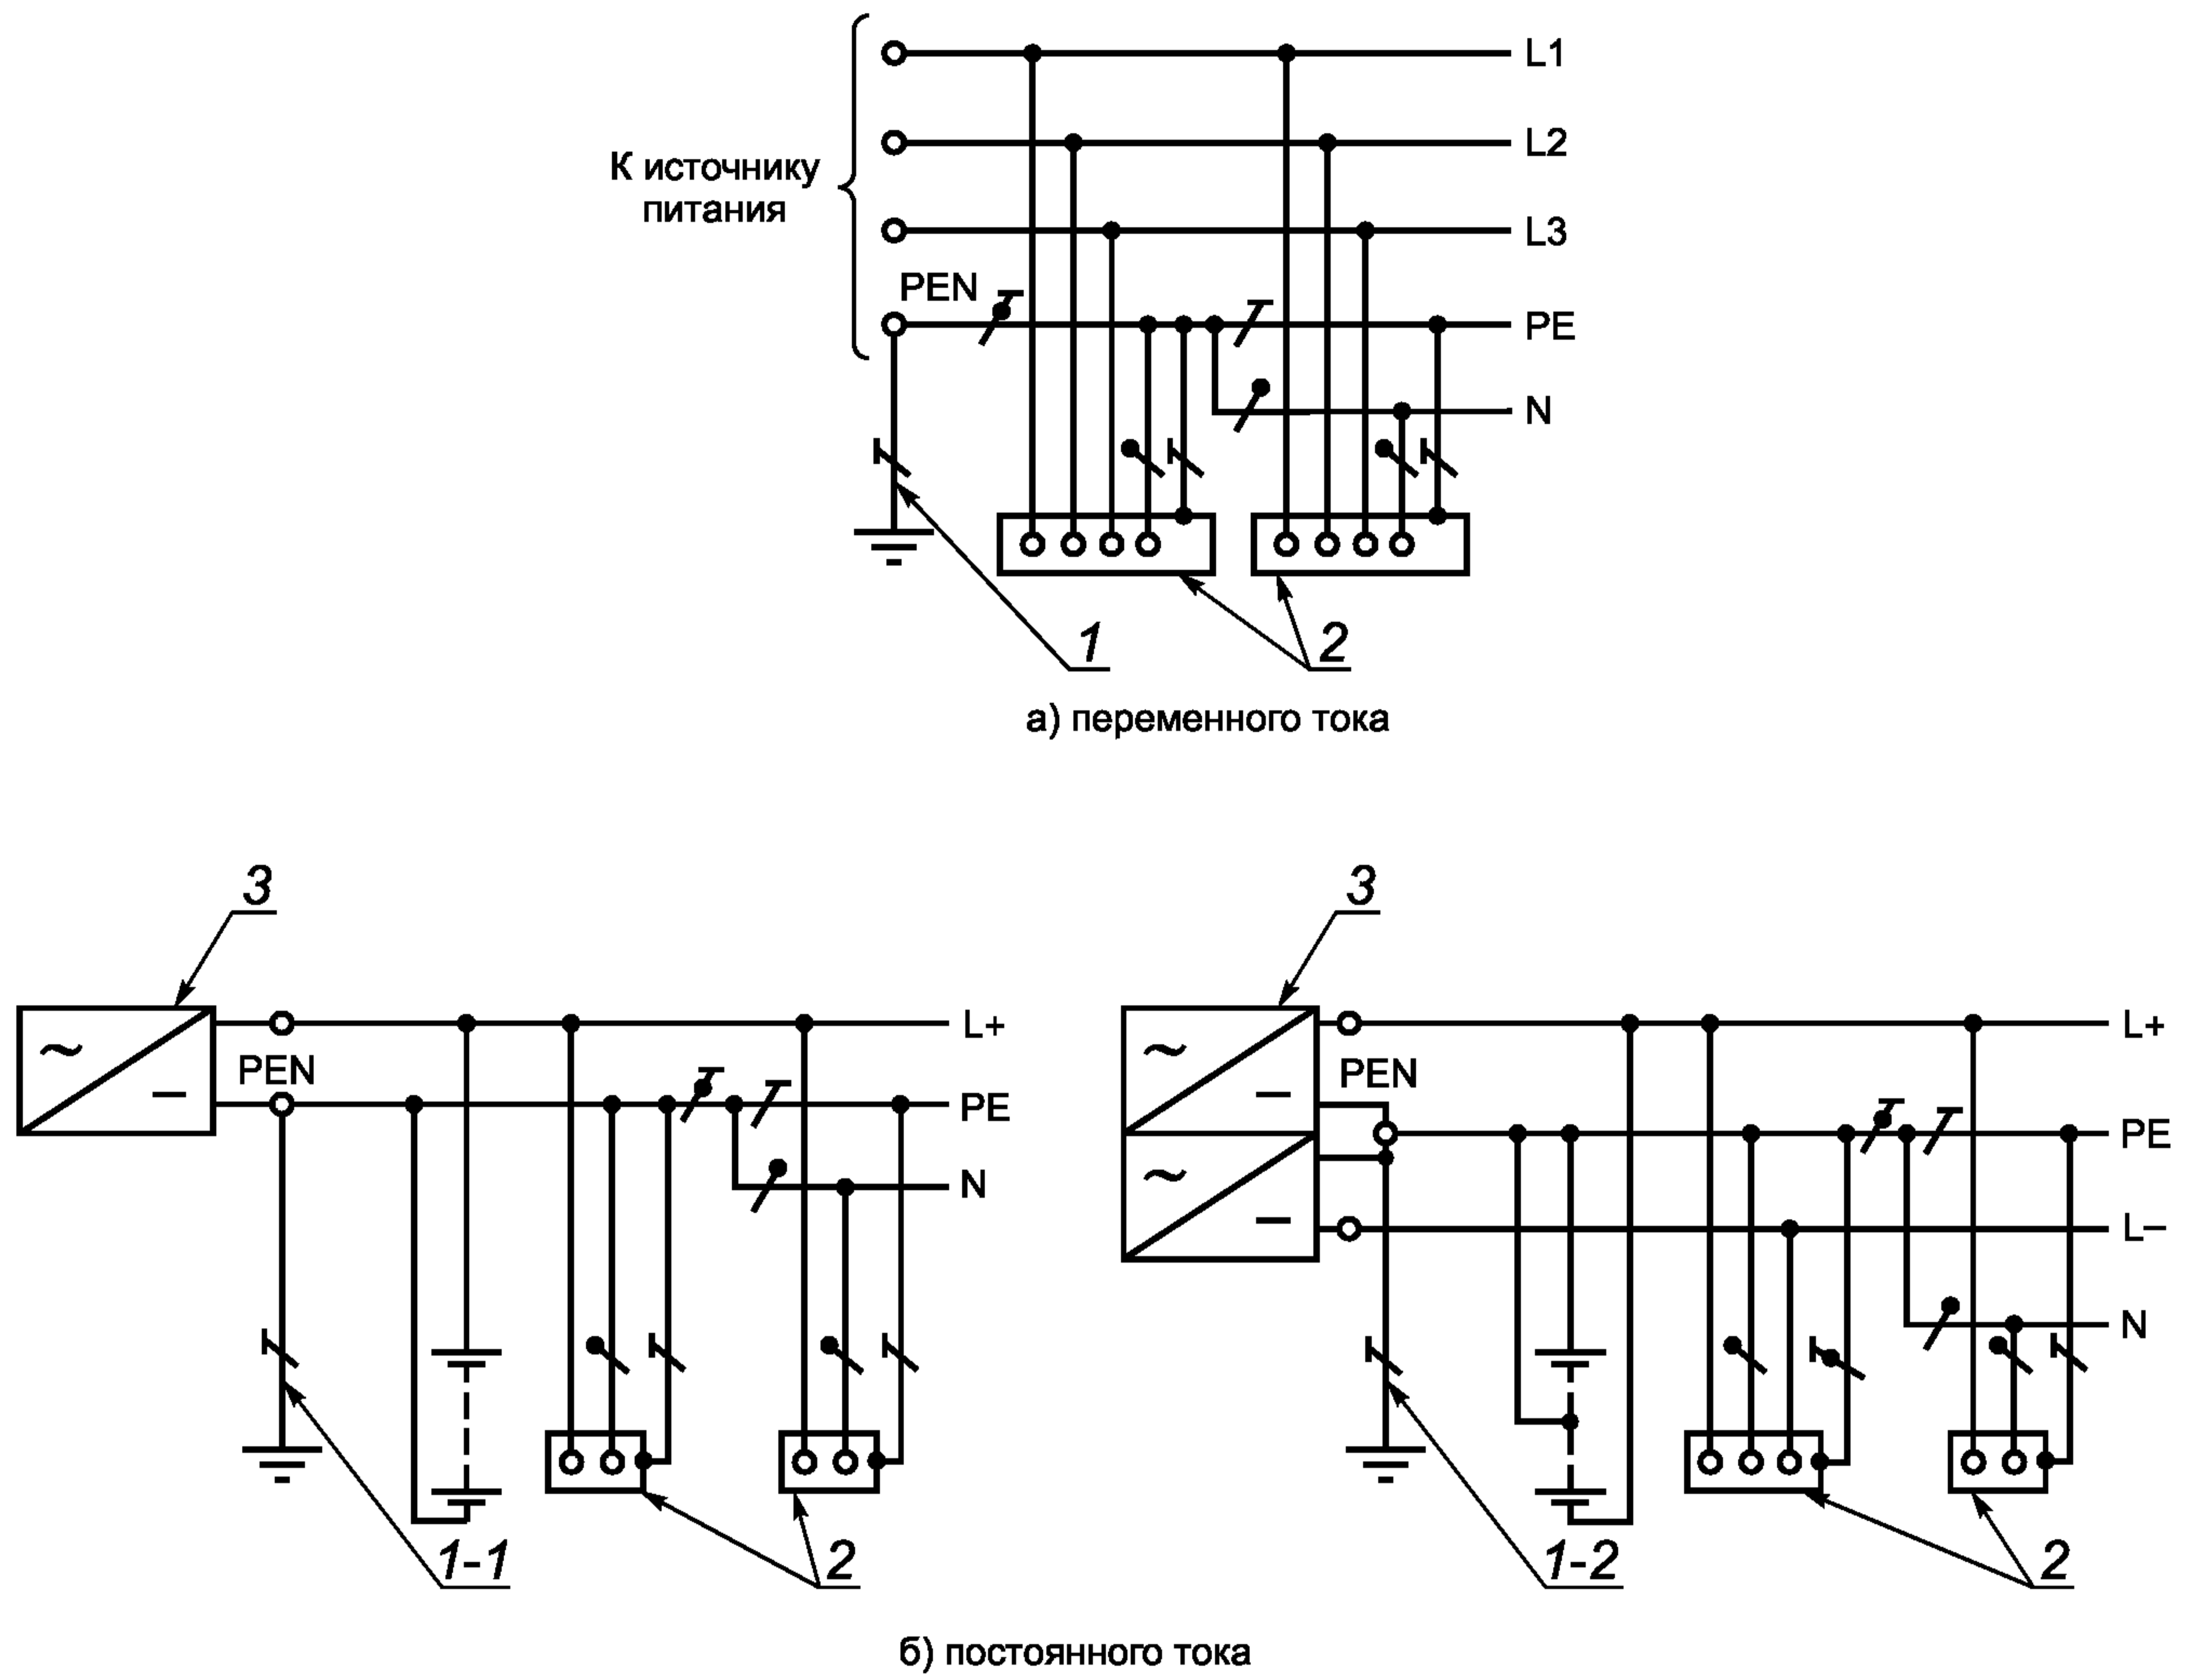 L1
L2
К источнику
питания
L3
PEN
PE
N
1
2
а) переменного тока
3
L+
PEN
PE
N
1-1
2
3
L+
PEN
PE
L–
N
1-2
2
б) постоянного тока